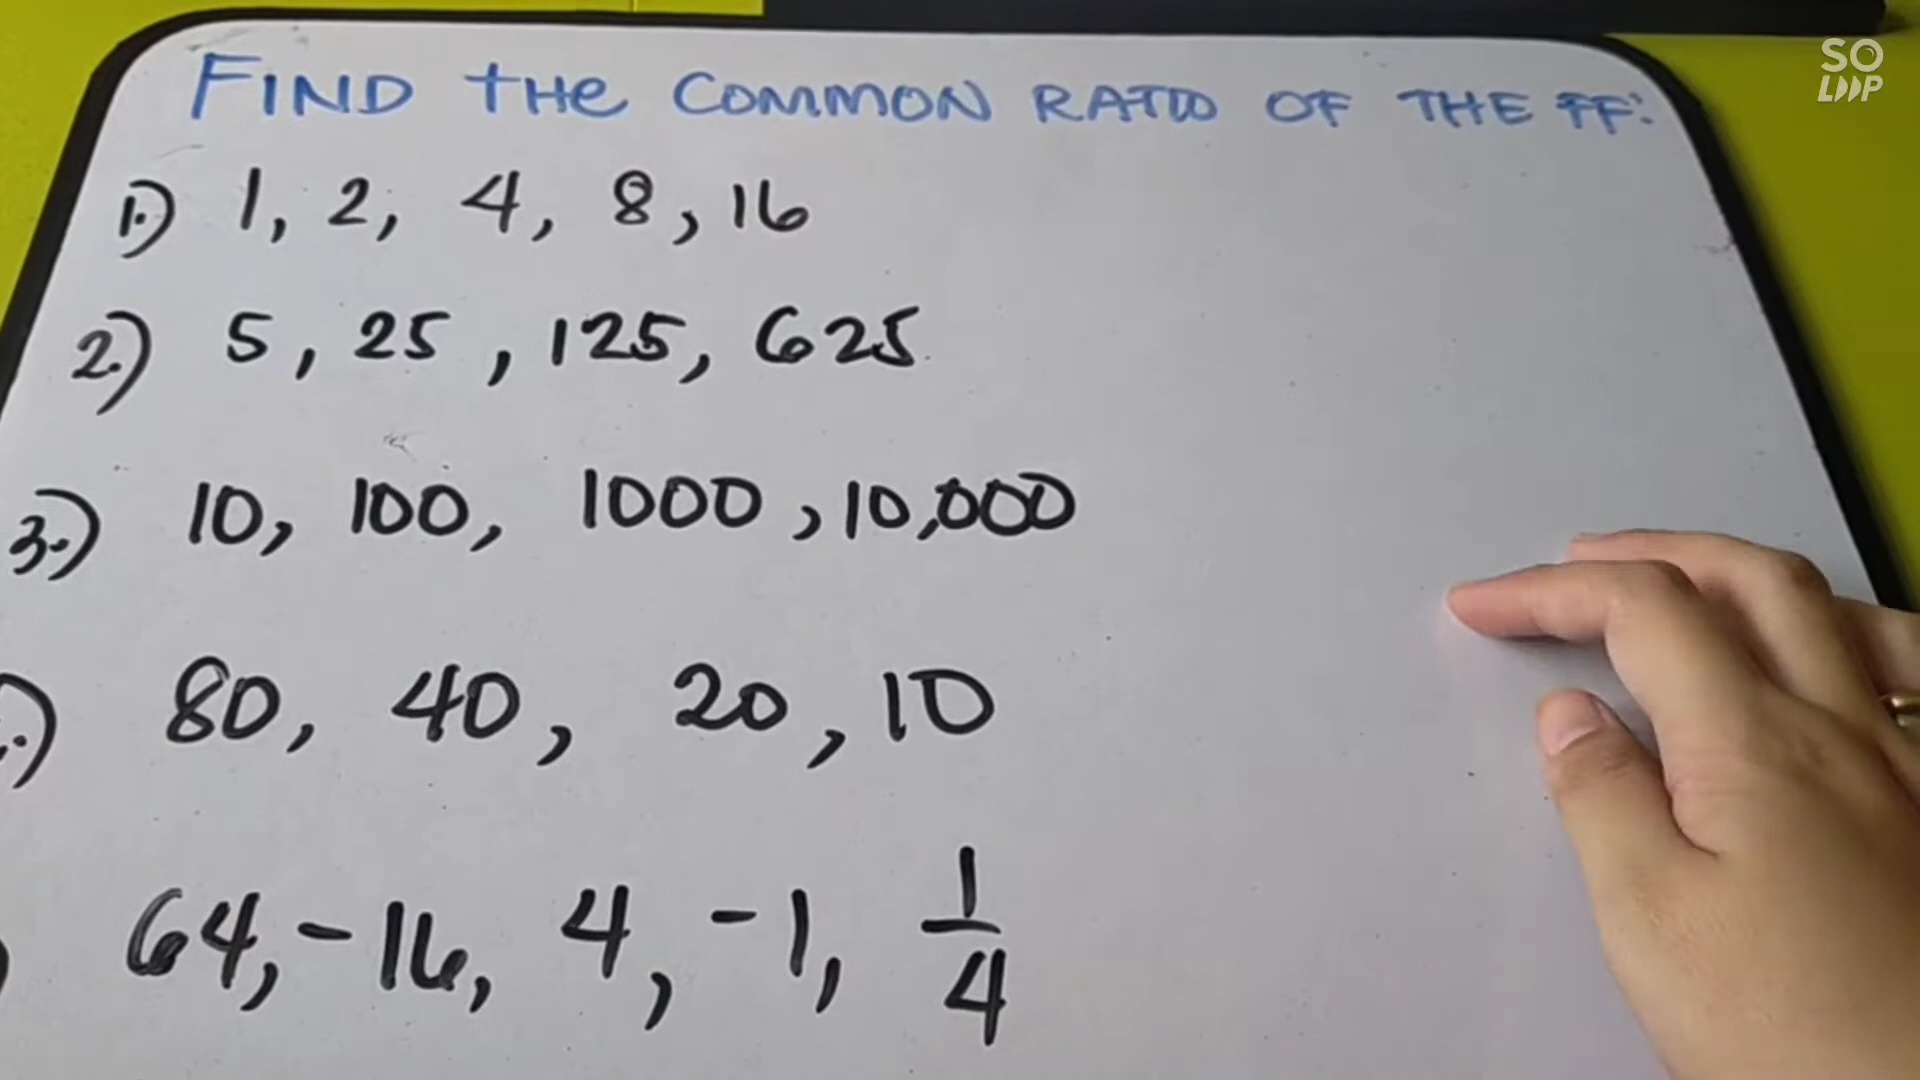 FIND THE COMMON RATIO OF THE FF:
1.) 1, 2, 4, 8, 16
2.) 5, 25, 125, 625
3.) 10, 100, 1000, 10,000
.) 80, 40, 20, 10
) 64, -16, 4, -1, 1/4
SOLOOP